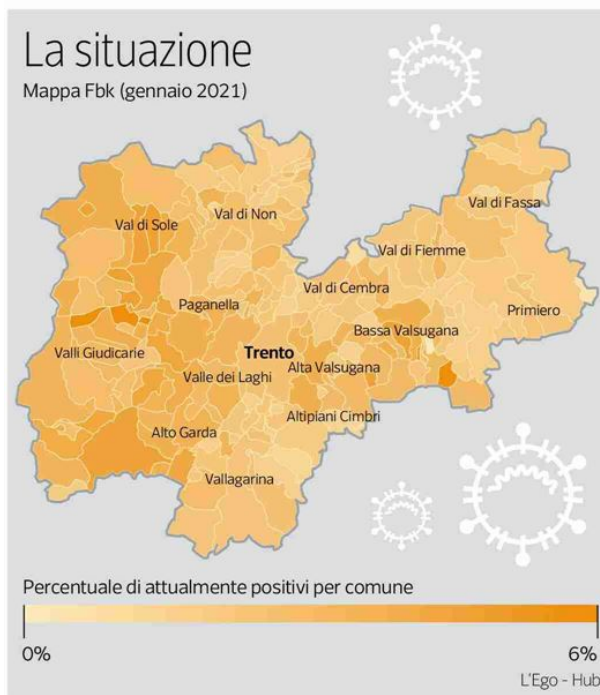 La situazione
Mappa Fbk (gennaio 2021)
Val di Non
Val di Sole
Val di Fassa
Val di Fiemme
Val di Cembra
Paganella
Primiero
Bassa Valsugana
Trento
Valli Giudicarie
Valle dei Laghi
Alta Valsugana
Altipiani Cimbri
Alto Garda
Vallagarina
Percentuale di attualmente positivi per comune
0%
6%
L'Ego - Hub